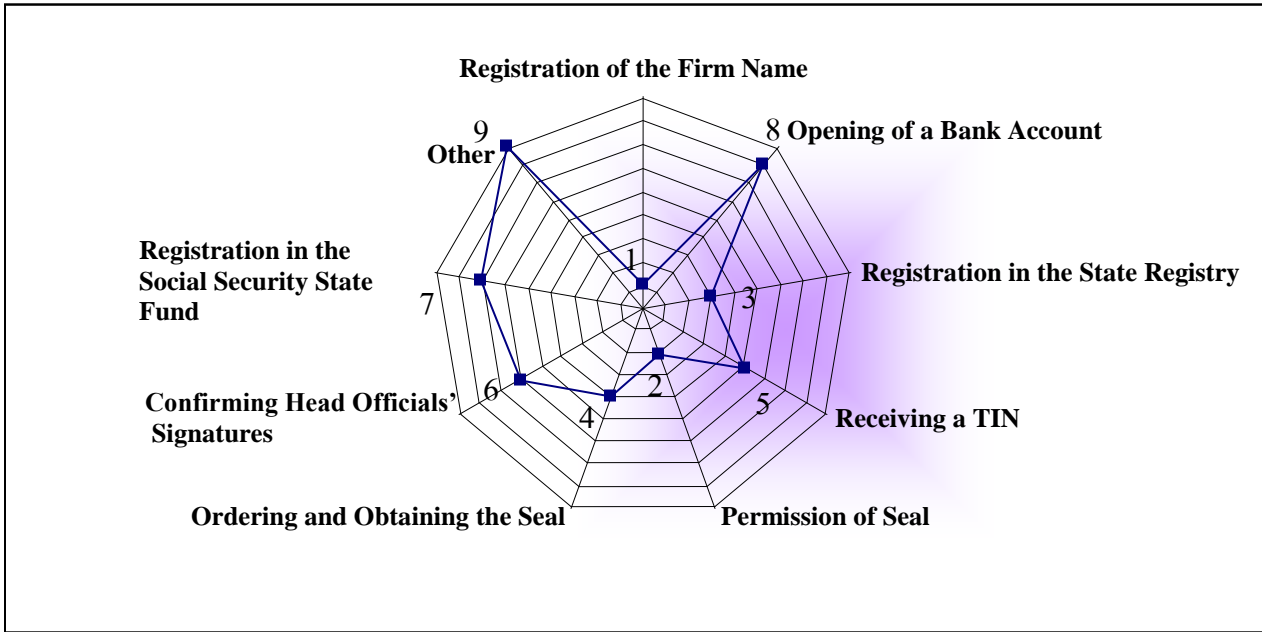 Registration of the Firm Name
8 Opening of a Bank Account
9
Other
1
Registration in the
Social Security State
Fund
7
Registration in the State Registry
3
6
Confirming Head Officials’
Signatures
2
4
5
Receiving a TIN
Ordering and Obtaining the Seal
Permission of Seal